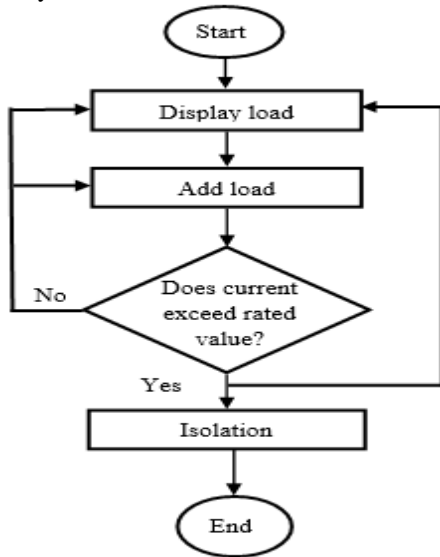 Start
Display load
Add load
Does current
exceed rated
value?
No
Yes
Isolation
End